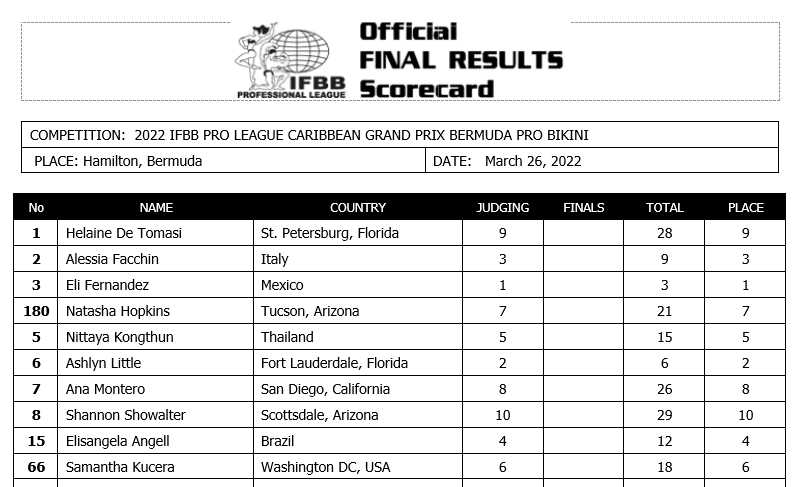 Official
FINAL RESULTS
Scorecard
IFBB
PROFESSIONAL LEAGUE
COMPETITION: 2022 IFBB PRO LEAGUE CARIBBEAN GRAND PRIX BERMUDA PRO BIKINI
PLACE: Hamilton, Bermuda DATE: March 26, 2022
No NAME COUNTRY JUDGING FINALS TOTAL PLACE
1 Helaine De Tomasi St. Petersburg, Florida 9 28 9
2 Alessia Facchin Italy 3 9 3
3 Eli Fernandez Mexico 1 3 1
180 Natasha Hopkins Tucson, Arizona 7 21 7
5 Nittaya Kongthun Thailand 5 15 5
6 Ashlyn Little Fort Lauderdale, Florida 2 6 2
7 Ana Montero San Diego, California 8 26 8
8 Shannon Showalter Scottsdale, Arizona 10 29 10
15 Elisangela Angell Brazil 4 12 4
66 Samantha Kucera Washington DC, USA 6 18 6